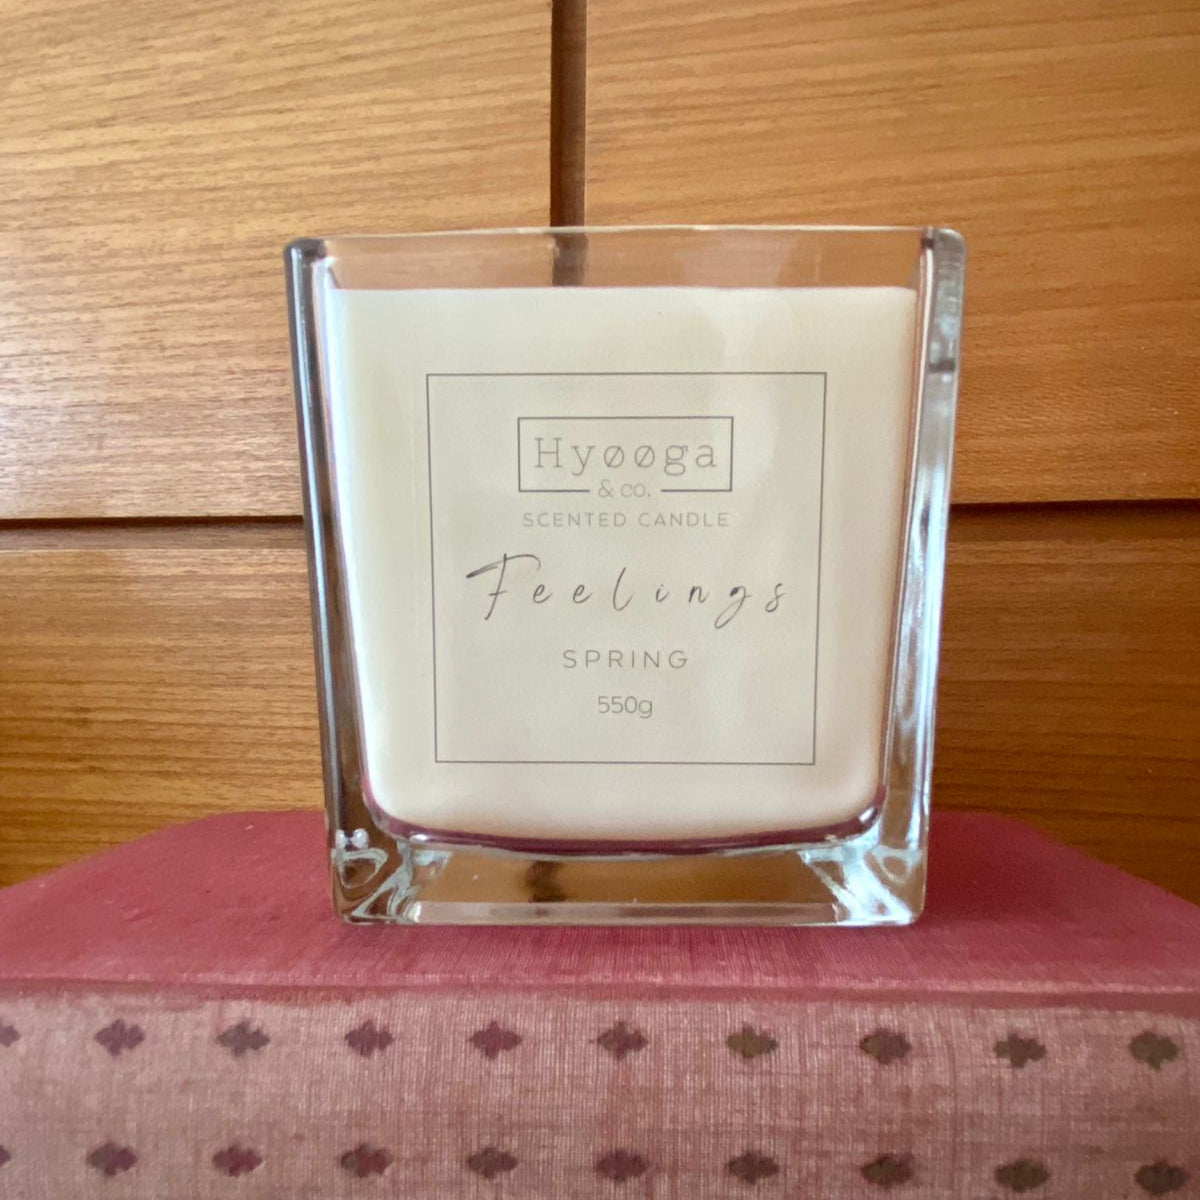 Hyøøga
& co.
SCENTED CANDLE
Feelings
SPRING
550g